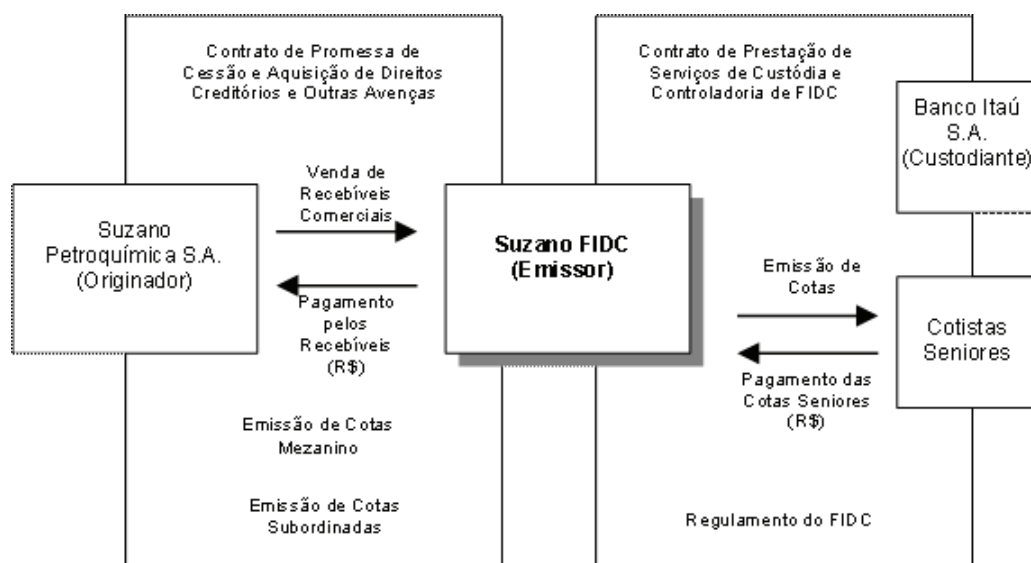 Contrato de Promessa de
Cessão e Aquisição de Direitos
Creditórios e Outras Avenças
Contrato de Prestação de
Serviços de Custódia e
Controladoria de FIDC
Banco Itaú
S.A.
(Custodiante)
Venda de
Recebíveis
Comerciais
Suzano
Petroquímica S.A.
(Originador)
Suzano FIDC
(Emissor)
Emissão de
Cotas
Pagamento
pelos
Recebíveis
(R$)
Cotistas
Seniores
Pagamento das
Cotas Seniores
(R$)
Emissão de Cotas
Mezanino
Emissão de Cotas
Subordinadas
Regulamento do FIDC